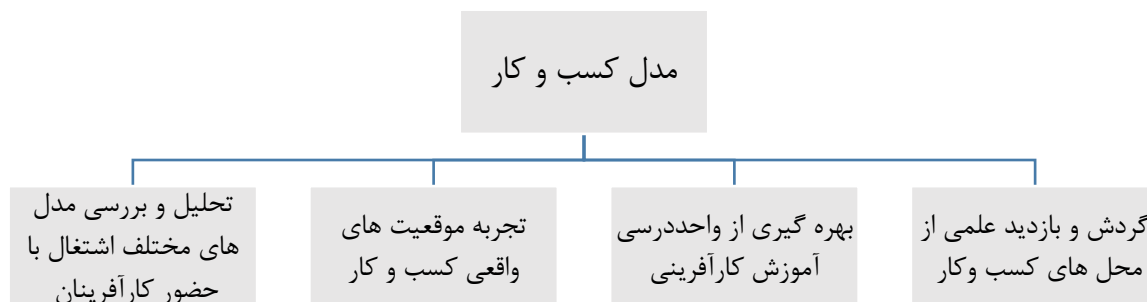 مدل کسب و کار
گردش و بازدید علمی از
محل های کسب وکار
بهره گیری از واحددرسی
آموزش کارآفرینی
تجربه موقعیت های
واقعی کسب و کار
تحلیل و بررسی مدل
های مختلف اشتغال با
حضور کارآفرینان